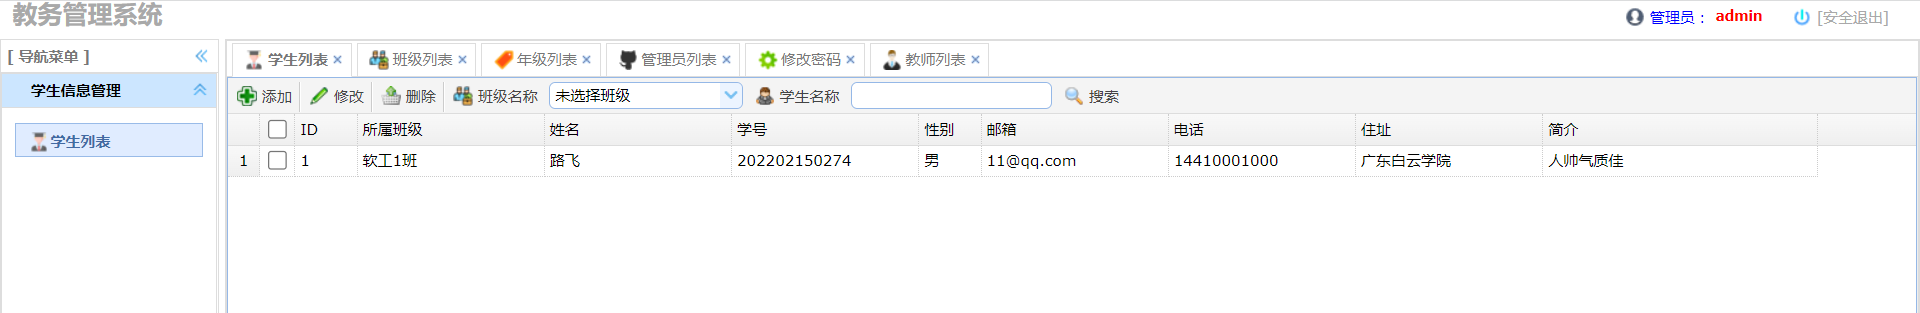 教务管理系统
管理员： admin [安全退出]
[ 导航菜单 ]
学生列表 班级列表 年级列表 管理员列表 修改密码 教师列表
学生信息管理
添加 修改 删除 班级名称 未选择班级 学生名称 搜索
学生列表
ID 所属班级 姓名 学号 性别 邮箱 电话 住址 简介
1 1 软工1班 路飞 202202150274 男 11@qq.com 14410001000 广东白云学院 人帅气质佳